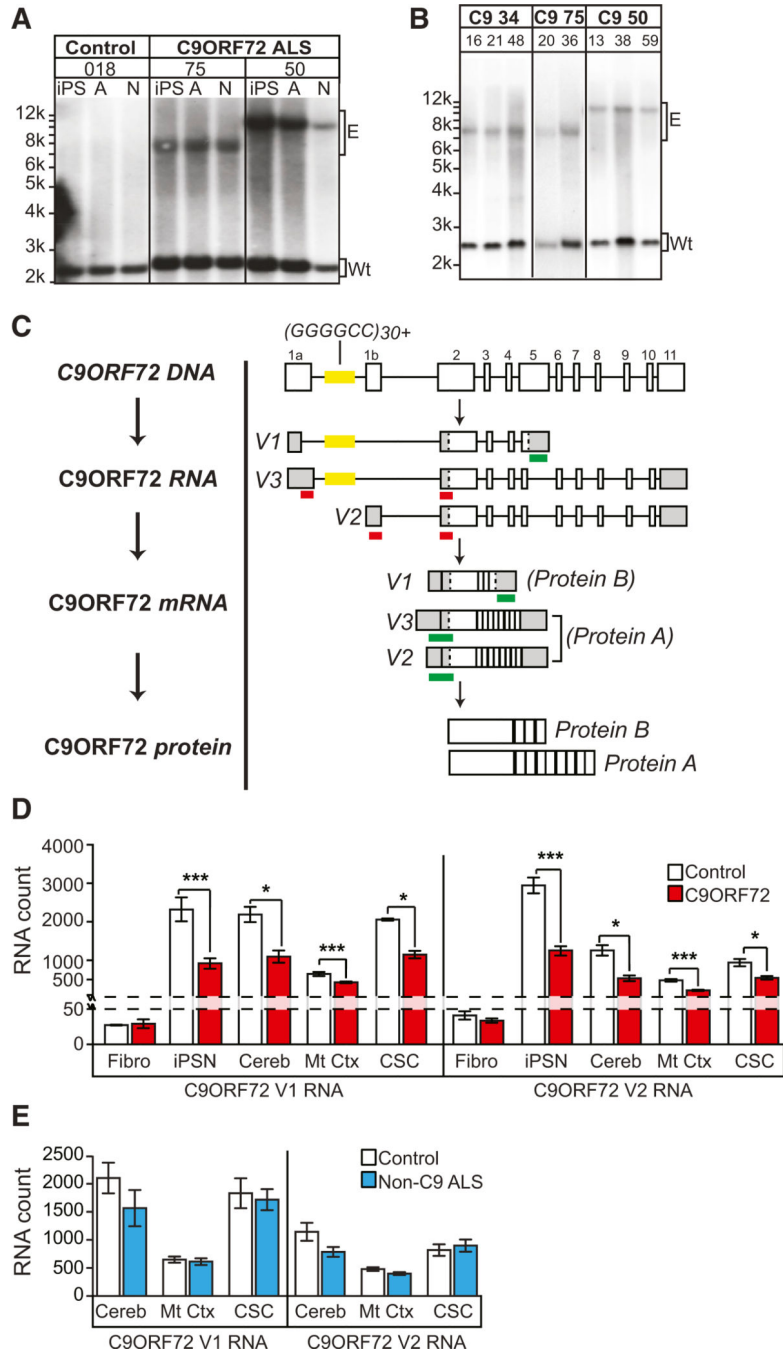 A
Control C9ORF72 ALS
018 75 50
iPS A N iPS A N iPS A N
12k
8k
6k
4k
3k
2k
E
Wt
B
C9 34 C9 75 C9 50
16 21 48 20 36 13 38 59
12k
8k
6k
4k
3k
2k
E
Wt
C
(GGGGCC)30+
1a 1b 2 3 4 5 6 7 8 9 10 11
C9ORF72 DNA
V1
C9ORF72 RNA
V3
V2
C9ORF72 mRNA
V1 (Protein B)
V3
(Protein A)
V2
C9ORF72 protein
Protein B
Protein A
D
RNA count
4000
3000
2000
1000
500
50
0
*** * *** * *** * *** *
Control
C9ORF72
Fibro iPSN Cereb Mt Ctx CSC Fibro iPSN Cereb Mt Ctx CSC
C9ORF72 V1 RNA C9ORF72 V2 RNA
E
RNA count
2500
2000
1500
1000
500
0
Control
Non-C9 ALS
Cereb Mt Ctx CSC Cereb Mt Ctx CSC
C9ORF72 V1 RNA C9ORF72 V2 RNA